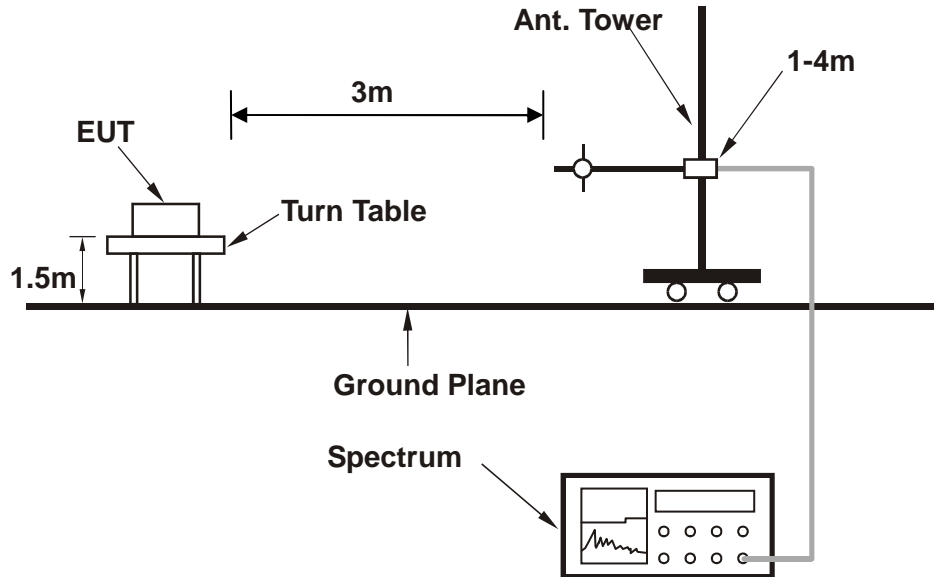 Ant. Tower
1-4m
3m
EUT
Turn Table
1.5m
Ground Plane
Spectrum